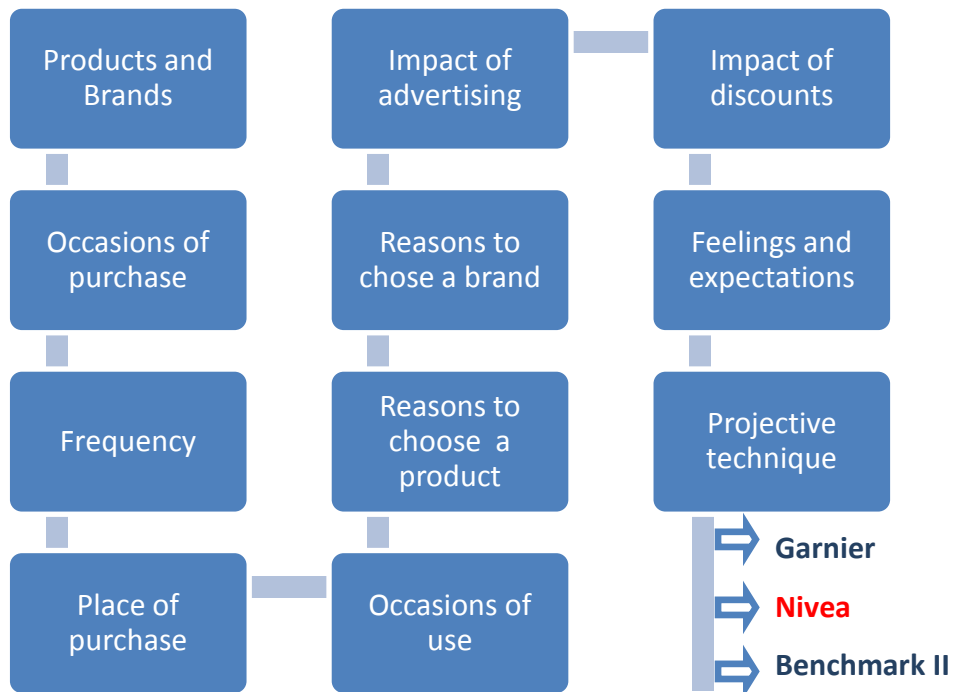 Products and
Brands
Occasions of
purchase
Frequency
Place of
purchase
Occasions of
use
Reasons to
choose a
product
Reasons to
chose a brand
Impact of
advertising
Impact of
discounts
Feelings and
expectations
Projective
technique
Garnier
Nivea
Benchmark II